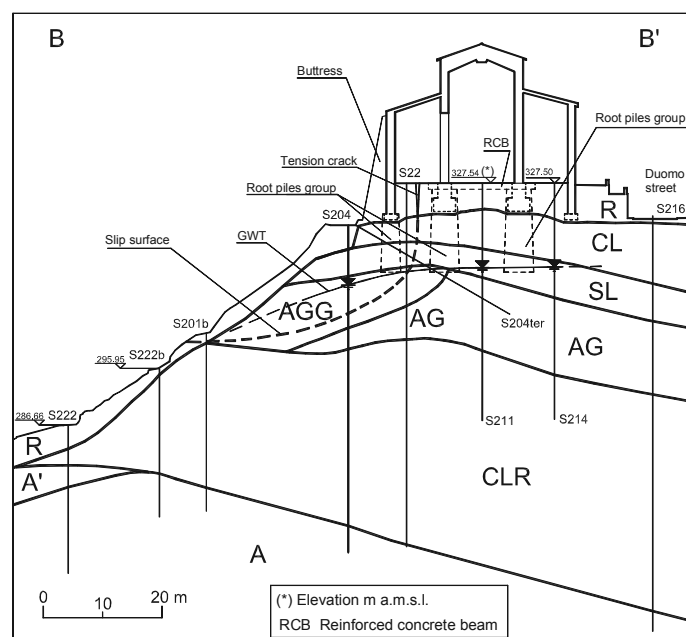 B
B'
Buttress
Root piles group
RCB
Tension crack
S22
327.54 (*)
327.50
Duomo
street
Root piles group
R
S216
S204
CL
Slip surface
GWT
SL
AGG
S201b
AG
S204ter
AG
295.95
S222b
286.66
S222
S211
S214
R
CLR
A'
A
0 10 20 m
(*) Elevation m a.m.s.l.
RCB Reinforced concrete beam